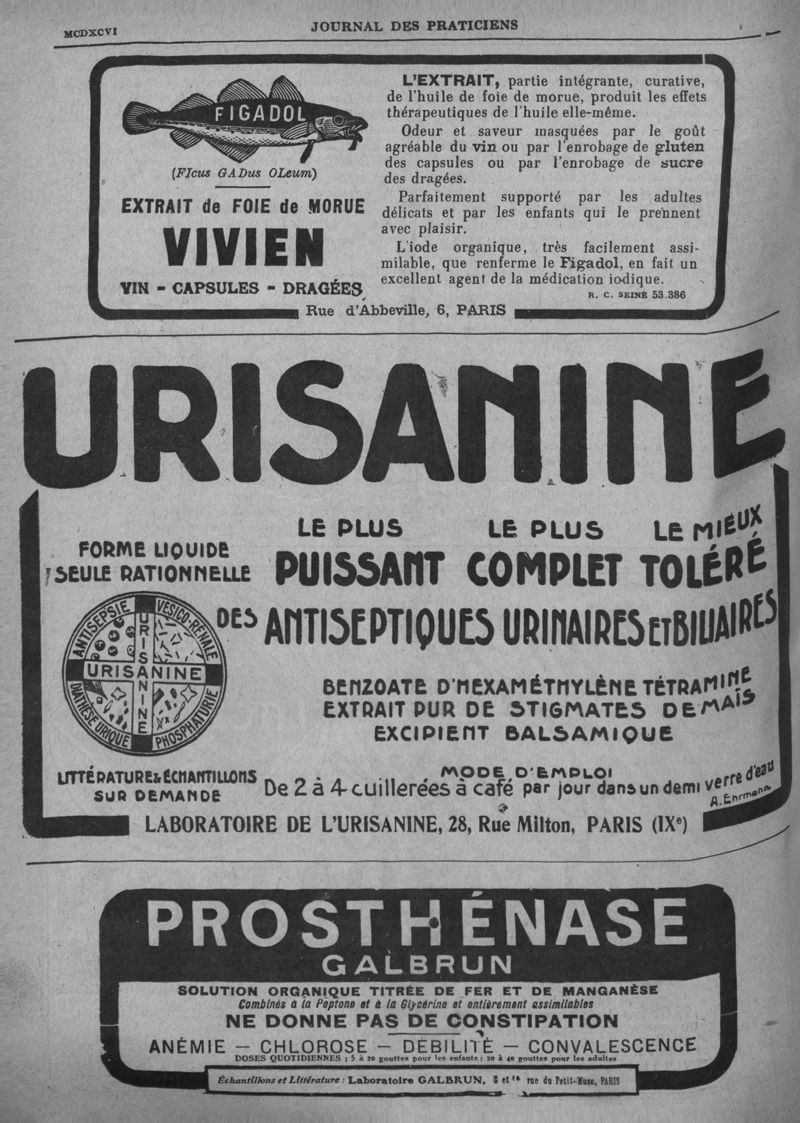 MCDXCVI
JOURNAL DES PRATICIENS
FIGADOL
(FIcus GADus OLeum)
EXTRAIT de FOIE de MORUE
VIVIEN
VIN - CAPSULES - DRAGÉES
L'EXTRAIT, partie intégrante, curative,
de l'huile de foie de morue, produit les effets
thérapeutiques de l'huile elle-même.
Odeur et saveur masquées par le goût
agréable du vin ou par l'enrobage de gluten
des capsules ou par l'enrobage de sucre
des dragées.
Parfaitement supporté par les adultes
délicats et par les enfants qui le prennent
avec plaisir.
L'iode organique, très facilement assi-
milable, que renferme le Figadol, en fait un
excellent agent de la médication iodique.
R. C. SEINE 53.386
Rue d'Abbeville, 6, PARIS
URISANINE
FORME LIQUIDE
SEULE RATIONNELLE
LE PLUS LE PLUS LE MIEUX
PUISSANT COMPLET TOLÉRÉ
DES ANTISEPTIQUES URINAIRES ET BILIAIRES
ANTISEPSIE VESICO-RENALE
URISANINE
URISANINE
DIATHÈSE URIQUE PHOSPHATURIE
BENZOATE D'HEXAMÉTHYLÈNE TÉTRAMINE
EXTRAIT PUR DE STIGMATES DE MAÏS
EXCIPIENT BALSAMIQUE
LITTÉRATURE & ÉCHANTILLONS
SUR DEMANDE
MODE D'EMPLOI
De 2 à 4 cuillerées à café par jour dans un demi verre d'eau
A. Ehrmann
LABORATOIRE DE L'URISANINE, 28, Rue Milton, PARIS (IXe)
PROSTHÉNASE
GALBRUN
SOLUTION ORGANIQUE TITRÉE DE FER ET DE MANGANÈSE
Combinés à la Peptone et à la Glycérine et entièrement assimilables
NE DONNE PAS DE CONSTIPATION
ANÉMIE — CHLOROSE — DÉBILITÉ — CONVALESCENCE
DOSES QUOTIDIENNES : 5 à 20 gouttes pour les enfants ; 20 à 40 gouttes pour les adultes
Échantillons et Littérature : Laboratoire GALBRUN, 8 et 14 rue du Petit-Musc, PARIS